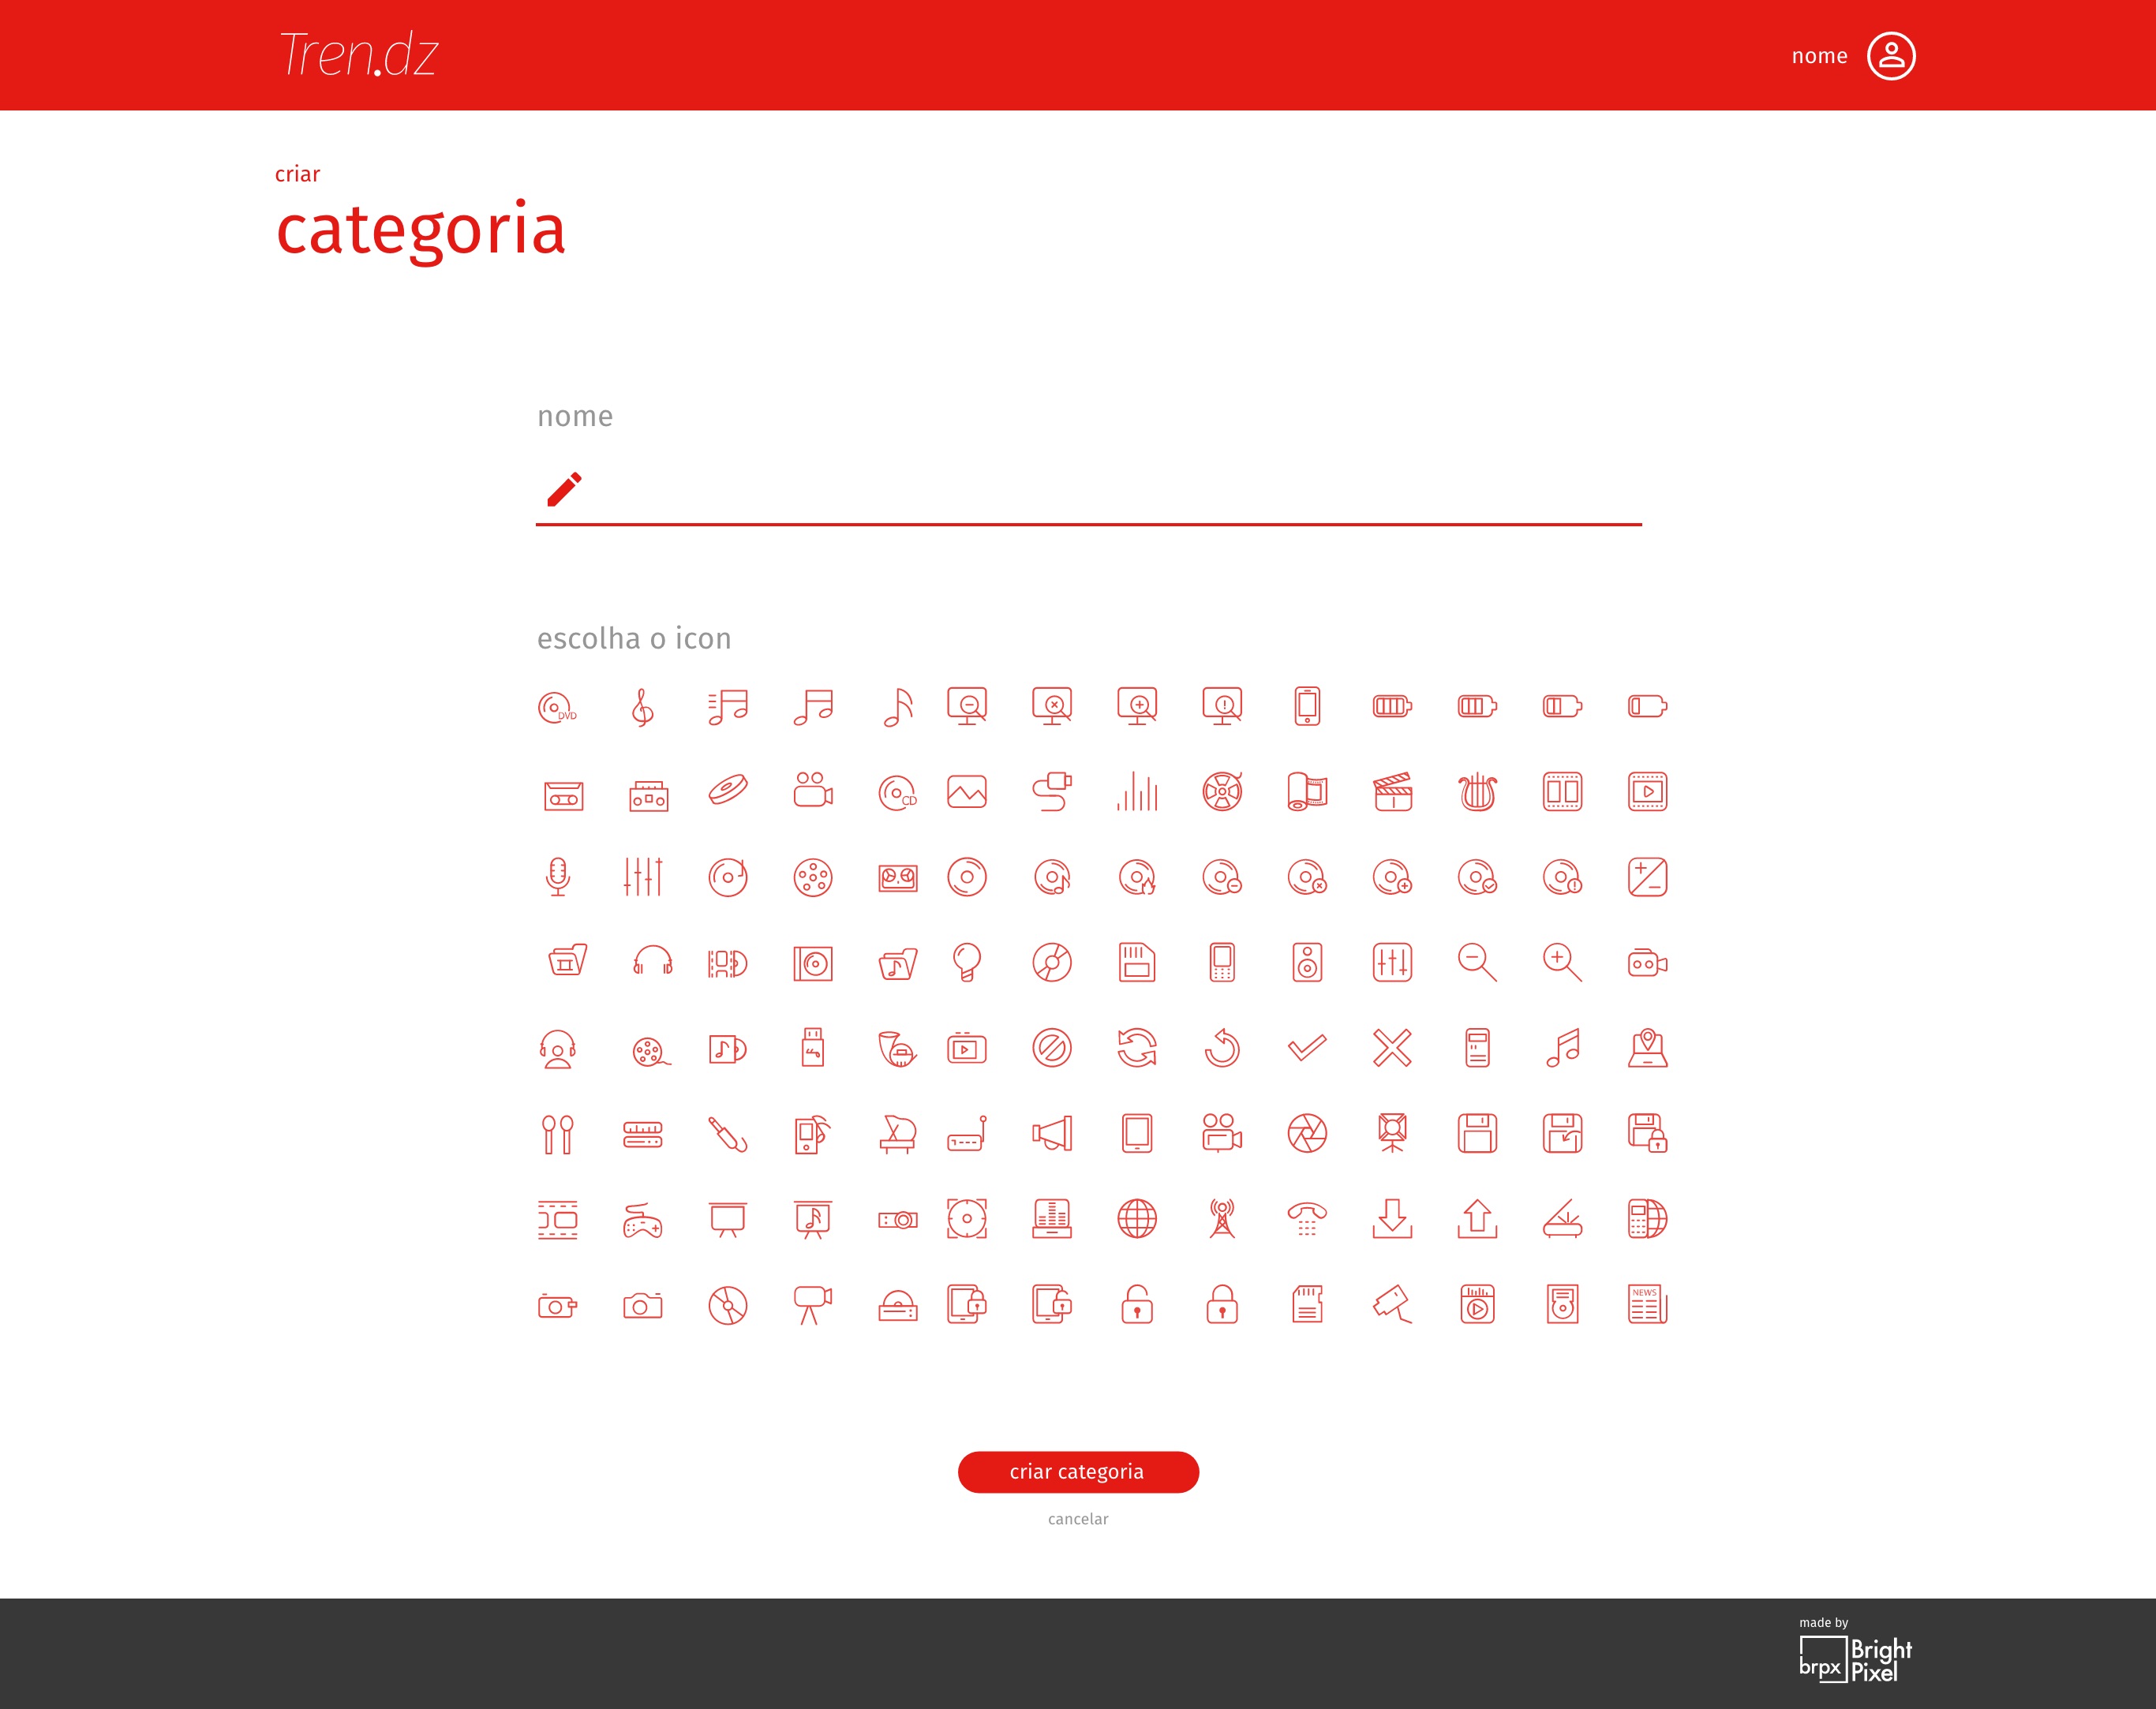 Tren.dz
nome
criar
categoria
nome
escolha o icon
DVD
CD
NEWS
criar categoria
cancelar
made by
brpx
Bright
Pixel